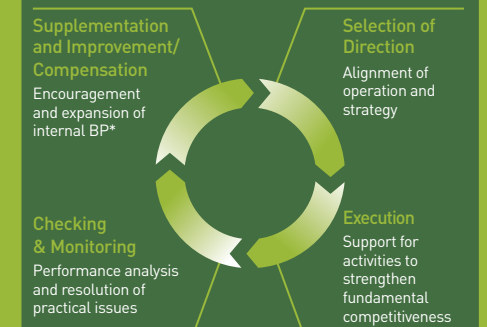 Supplementation
and Improvement/
Compensation
Encouragement
and expansion of
internal BP*
Selection of
Direction
Alignment of
operation and
strategy
Checking
& Monitoring
Performance analysis
and resolution of
practical issues
Execution
Support for
activities to
strengthen
fundamental
competitiveness